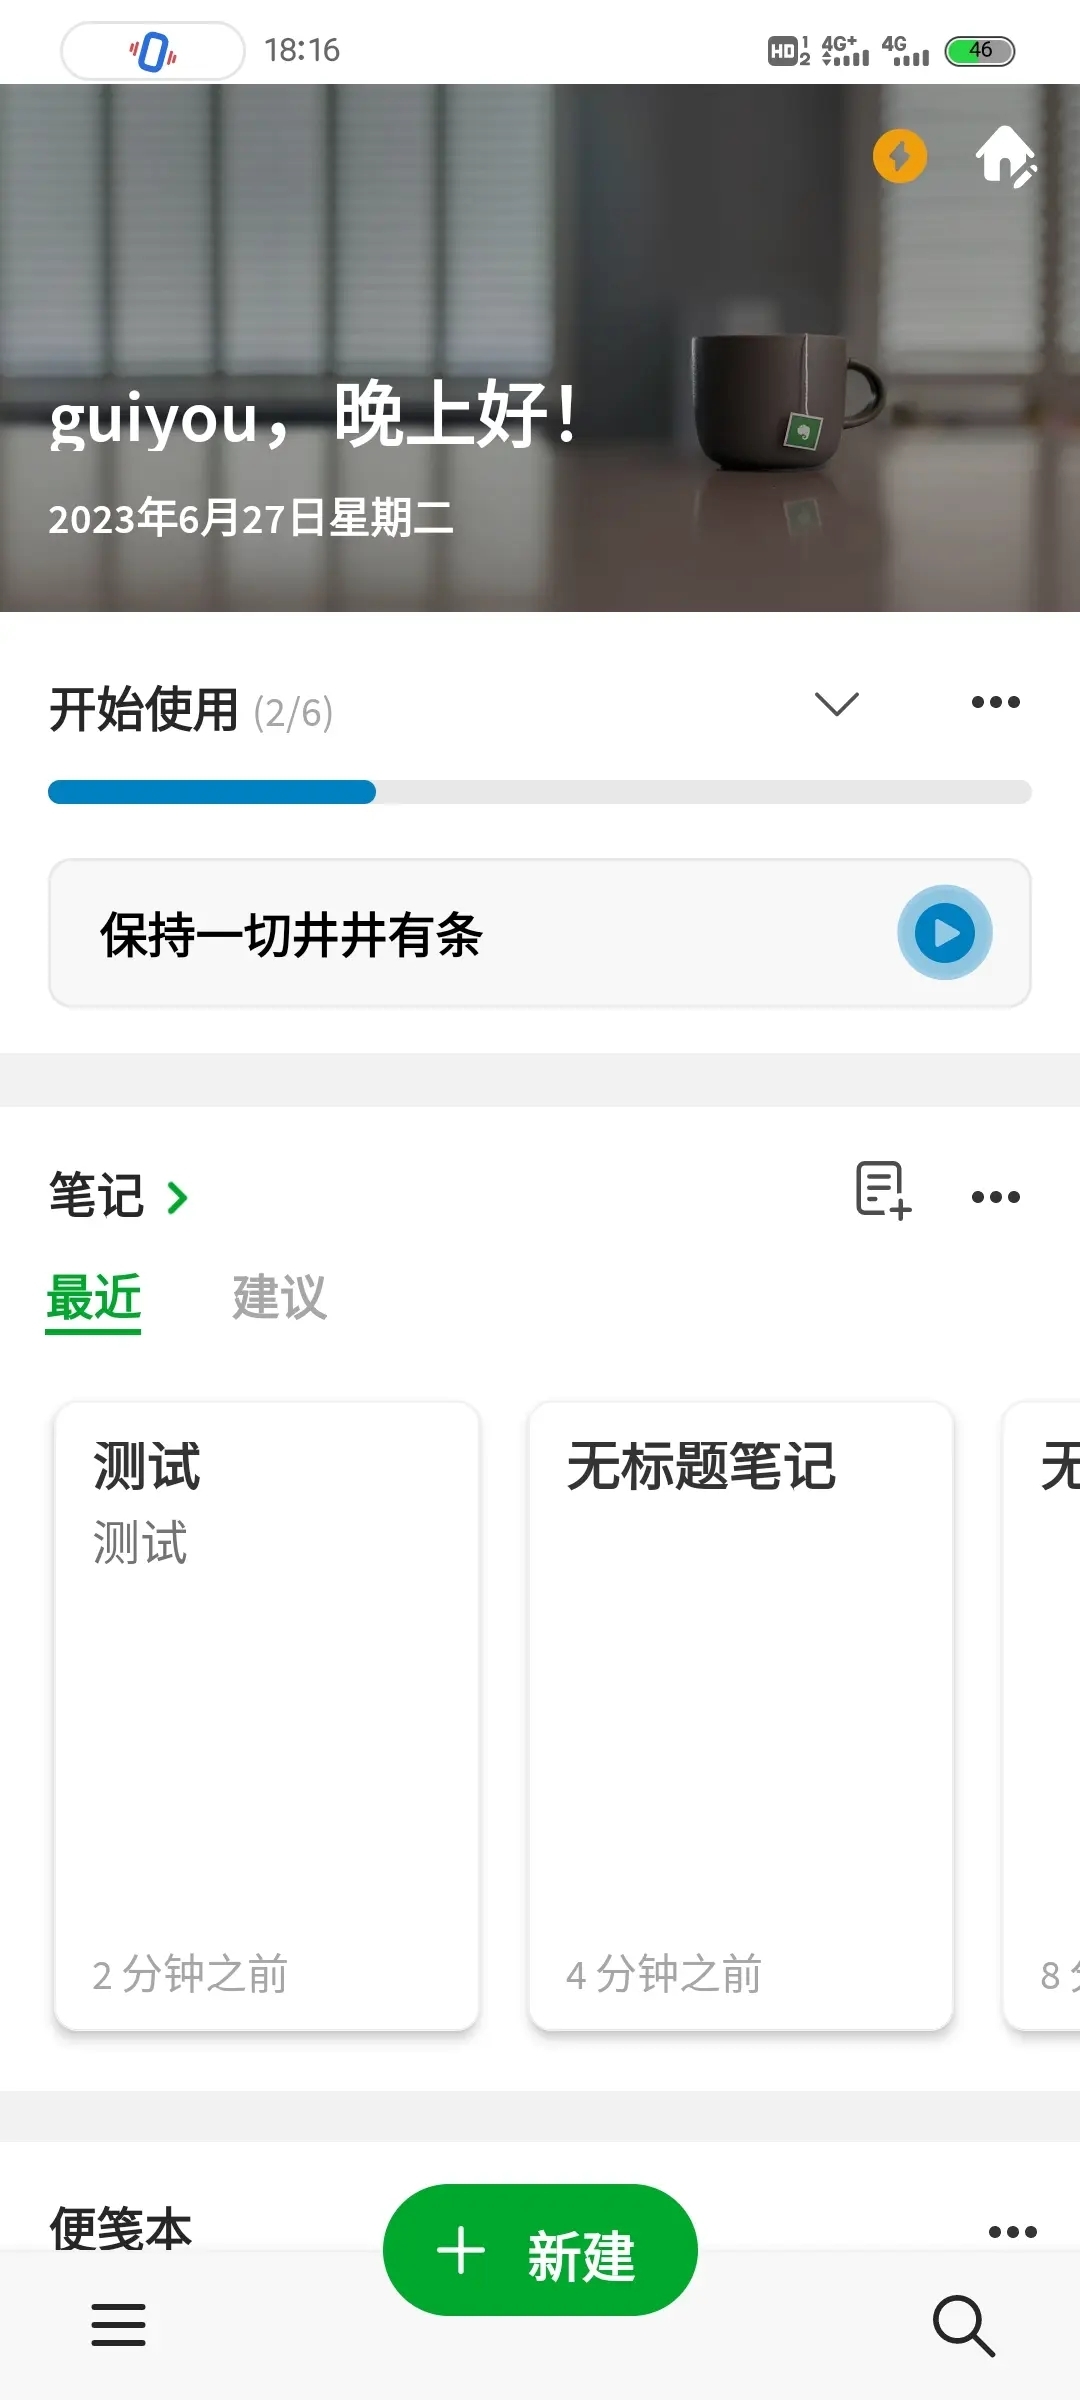 18:16
HD 1 2 4G+ 4G 46
guiyou，晚上好！
2023年6月27日星期二
开始使用 (2/6)
保持一切井井有条
笔记
最近 建议
测试
测试
2 分钟之前
无标题笔记
4 分钟之前
无
8 分
便笺本
新建